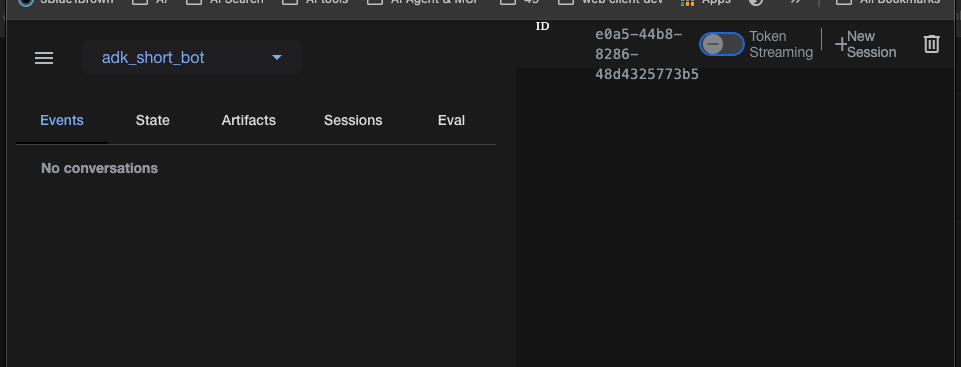 3Blue1Brown
AI
AI Search
AI tools
AI Agent & MCP
web client dev
Apps
All Bookmarks
adk_short_bot
ID
e0a5-44b8-
8286-
48d4325773b5
Token
Streaming
New
Session
Events
State
Artifacts
Sessions
Eval
No conversations